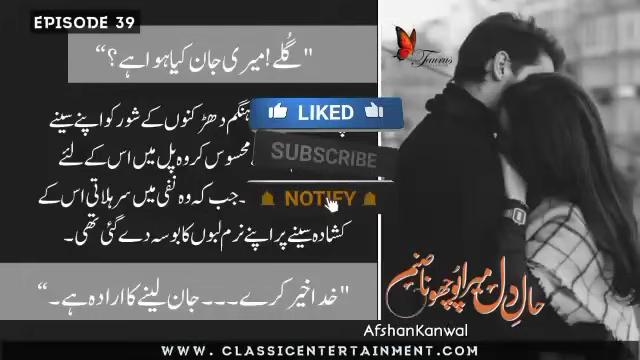 EPISODE 39
"گُلے! میری جان کیا ہوا ہے؟“
ہنگم دھڑکنوں کے شور کو اپنے سینے
محسوس کر کر وہ پل میں اس کے لئے
۔ جب کہ وہ نفی میں سر ہلاتی اس کے
کشادہ سینے پر اپنے نرم لبوں کا بوسہ دے گئی تھی۔
"خدا خیر کرے ۔۔۔ جان لینے کا ارادہ ہے۔“
LIKED
SUBSCRIBE
NOTIFY
Taurus
حالِ دل میرا پوچھو نا صنم
AfshanKanwal
WWW. CLASSICENTERTAINMENT.COM